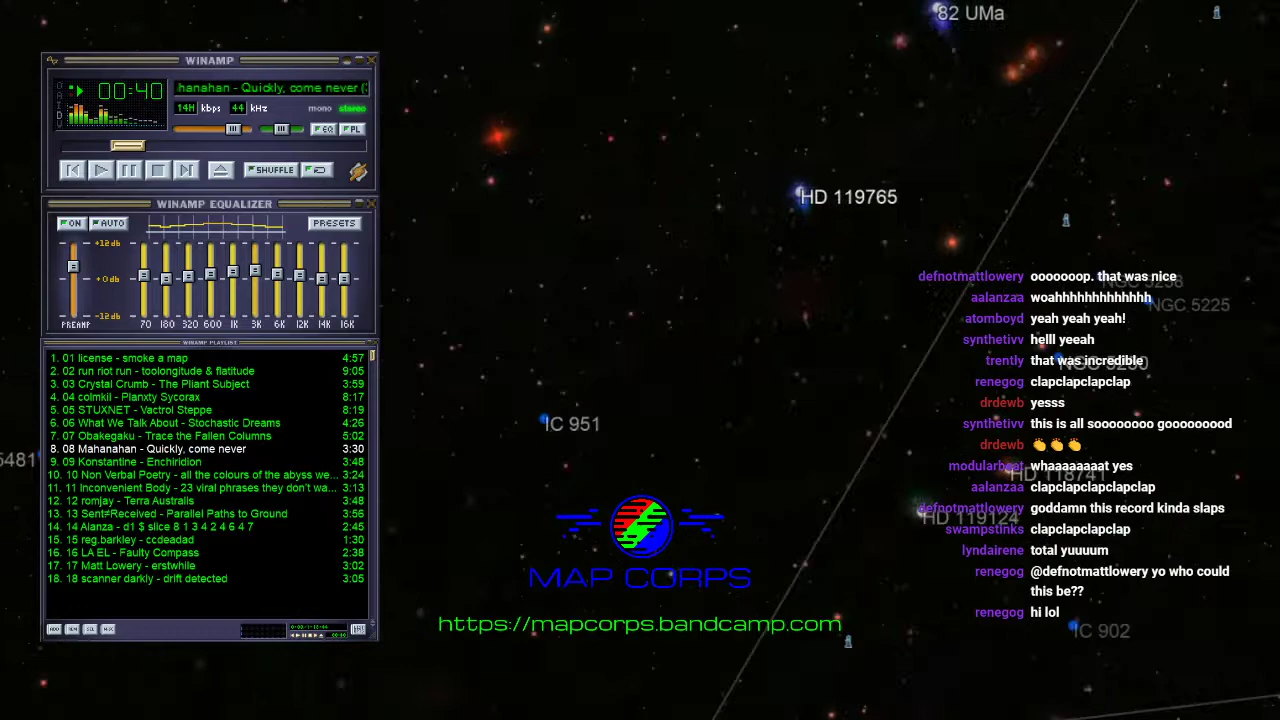 82 UMa
WINAMP
00:40
hanahan - Quickly, come never (
14H kbps 44 kHz mono stereo
EQ PL
SHUFFLE
HD 119765
WINAMP EQUALIZER
ON AUTO PRESETS
+12db
+0db
-12db
PREAMP 70 180 320 600 1K 3K 6K 12K 14K 16K
WINAMP PLAYLIST
1. 01 license - smoke a map 4:57
2. 02 run riot run - toolongitude & flatitude 9:05
3. 03 Crystal Crumb - The Pliant Subject 3:59
4. 04 colmkil - Planxty Sycorax 8:17
5. 05 STUXNET - Vactrol Steppe 8:19
6. 06 What We Talk About - Stochastic Dreams 4:26
7. 07 Obakegaku - Trace the Fallen Columns 5:02
8. 08 Mahanahan - Quickly, come never 3:30
9. 09 Konstantine - Enchiridion 3:48
10. 10 Non Verbal Poetry - all the colours of the abyss we... 3:24
11. 11 Inconvenient Body - 23 viral phrases they don't wa... 3:13
12. 12 romjay - Terra Australis 3:48
13. 13 Sent#Received - Parallel Paths to Ground 3:56
14. 14 Alanza - d1 $ slice 8 1 3 4 2 4 6 4 7 2:45
15. 15 reg.barkley - ccdeadad 1:30
16. 16 LA EL - Faulty Compass 2:38
17. 17 Matt Lowery - erstwhile 3:02
18. 18 scanner darkly - drift detected 3:05
5481
IC 951
MAP CORPS
https://mapcorps.bandcamp.com
defnotmattlowery ooooooop. that was nice
aalanzaa woahhhhhhhhhhhh
NGC 5225
atomboyd yeah yeah yeah!
synthetivv helll yeeah
trently that was incredible
renegog clapclapclapclap
drdewb yesss
synthetivv this is all soooooooo gooooooood
drdewb 👏 👏 👏
modularbeat whaaaaaaat yes
HD 118741
aalanzaa clapclapclapclapclap
defnotmattlowery goddamn this record kinda slaps
HD 119124
swampstinks clapclapclapclap
lyndairene total yuuuum
renegog @defnotmattlowery yo who could
this be??
renegog hi lol
IC 902